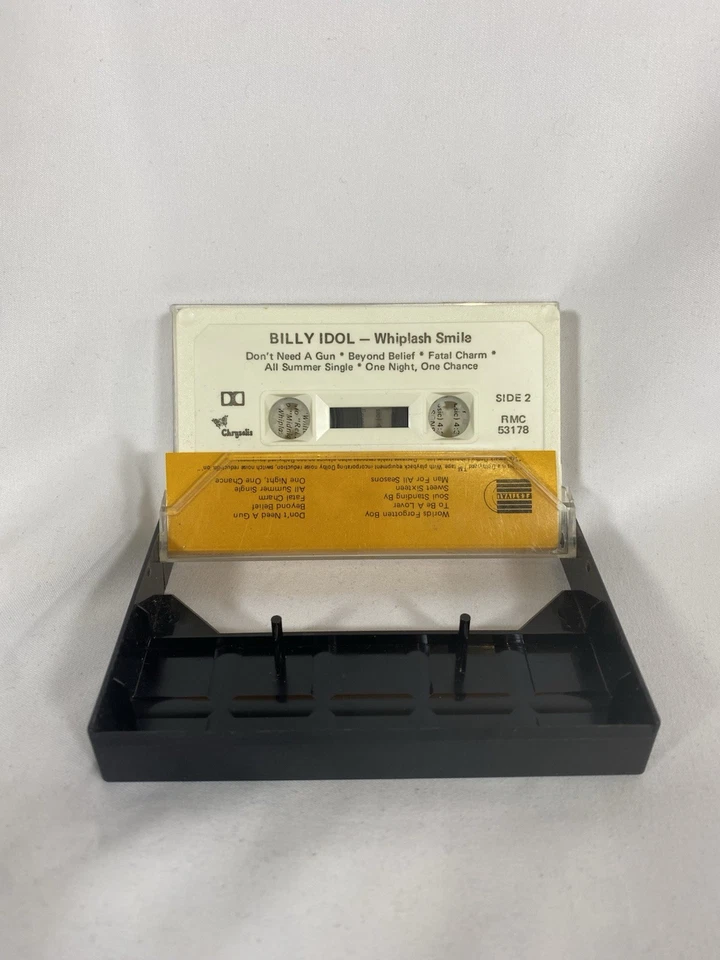 BILLY IDOL — Whiplash Smile
Don't Need A Gun * Beyond Belief * Fatal Charm *
All Summer Single * One Night, One Chance
SIDE 2
RMC
53178
Chrysalis
Worlds Forgotten Boy
To Be A Lover
Soul Standing By
Sweet Sixteen
Man For All Seasons
Don't Need A Gun
Beyond Belief
Fatal Charm
All Summer Single
One Night, One Chance